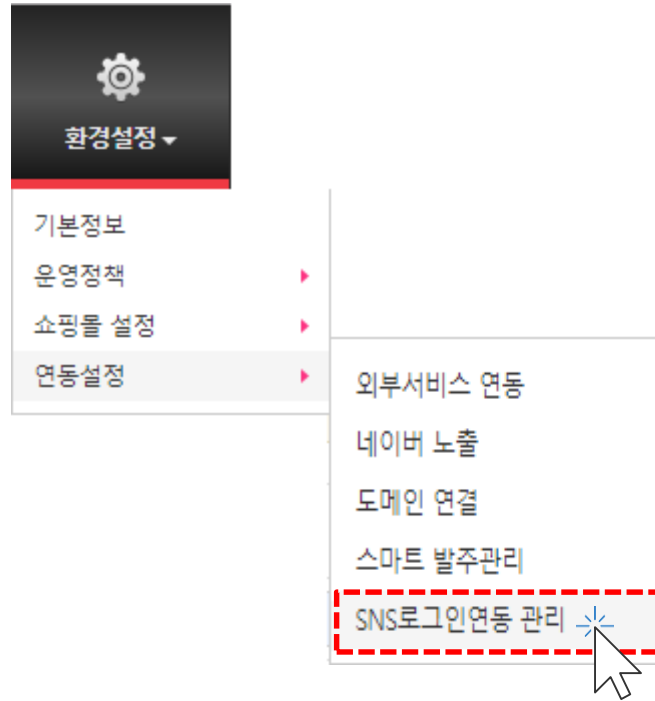 환경설정
기본정보
운영정책
쇼핑몰 설정
연동설정
외부서비스 연동
네이버 노출
도메인 연결
스마트 발주관리
SNS로그인연동 관리